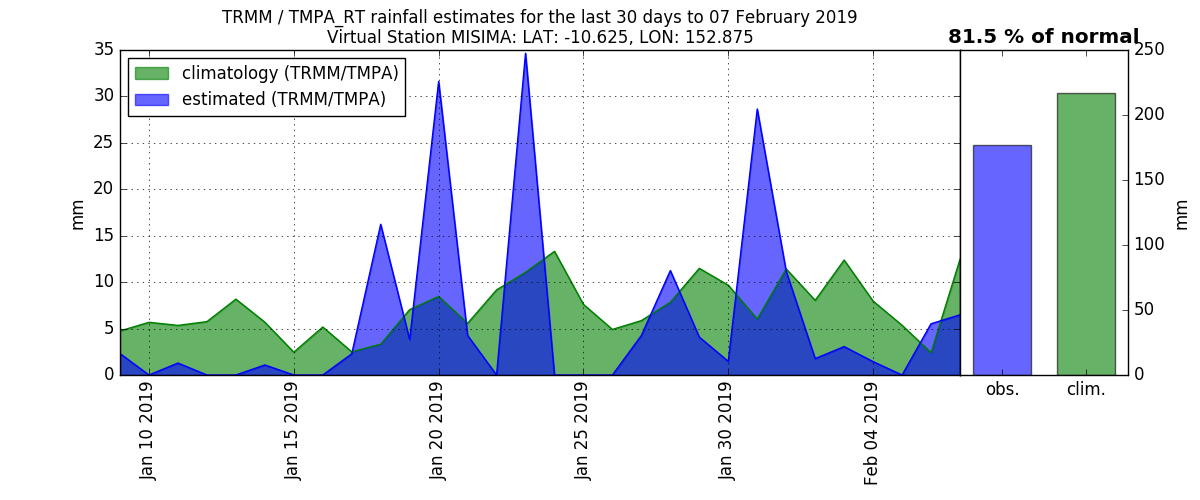 TRMM / TMPA_RT rainfall estimates for the last 30 days to 07 February 2019
Virtual Station MISIMA: LAT: -10.625, LON: 152.875
81.5 % of normal
climatology (TRMM/TMPA)
estimated (TRMM/TMPA)
35
30
25
20
15
10
5
0
mm
Jan 10 2019
Jan 15 2019
Jan 20 2019
Jan 25 2019
Jan 30 2019
Feb 04 2019
obs.
clim.
250
200
150
100
50
0
mm